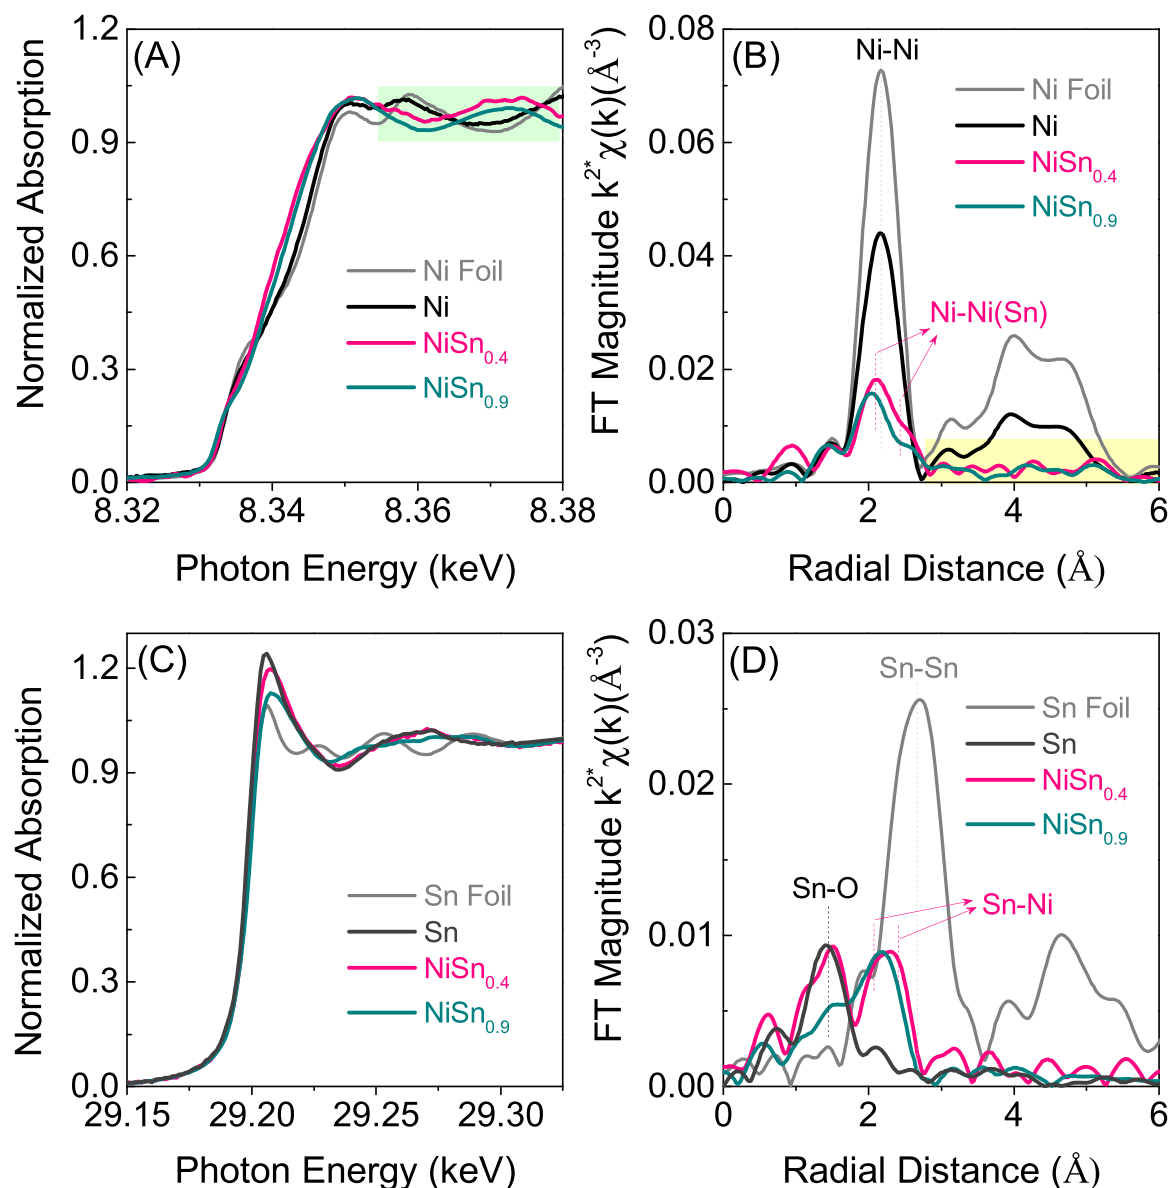 (A)
Normalized Absorption
1.2
0.9
0.6
0.3
0.0
Ni Foil
Ni
NiSn0.4
NiSn0.9
8.32 8.34 8.36 8.38
Photon Energy (keV)
(B)
FT Magnitude k²*χ(k)(Å⁻³)
0.08
0.06
0.04
0.02
0.00
Ni-Ni
Ni Foil
Ni
NiSn0.4
NiSn0.9
Ni-Ni(Sn)
0 2 4 6
Radial Distance (Å)
(C)
Normalized Absorption
1.2
0.9
0.6
0.3
0.0
Sn Foil
Sn
NiSn0.4
NiSn0.9
29.15 29.20 29.25 29.30
Photon Energy (keV)
(D)
FT Magnitude k²*χ(k)(Å⁻³)
0.03
0.02
0.01
0.00
Sn-Sn
Sn Foil
Sn
NiSn0.4
NiSn0.9
Sn-O
Sn-Ni
0 2 4 6
Radial Distance (Å)